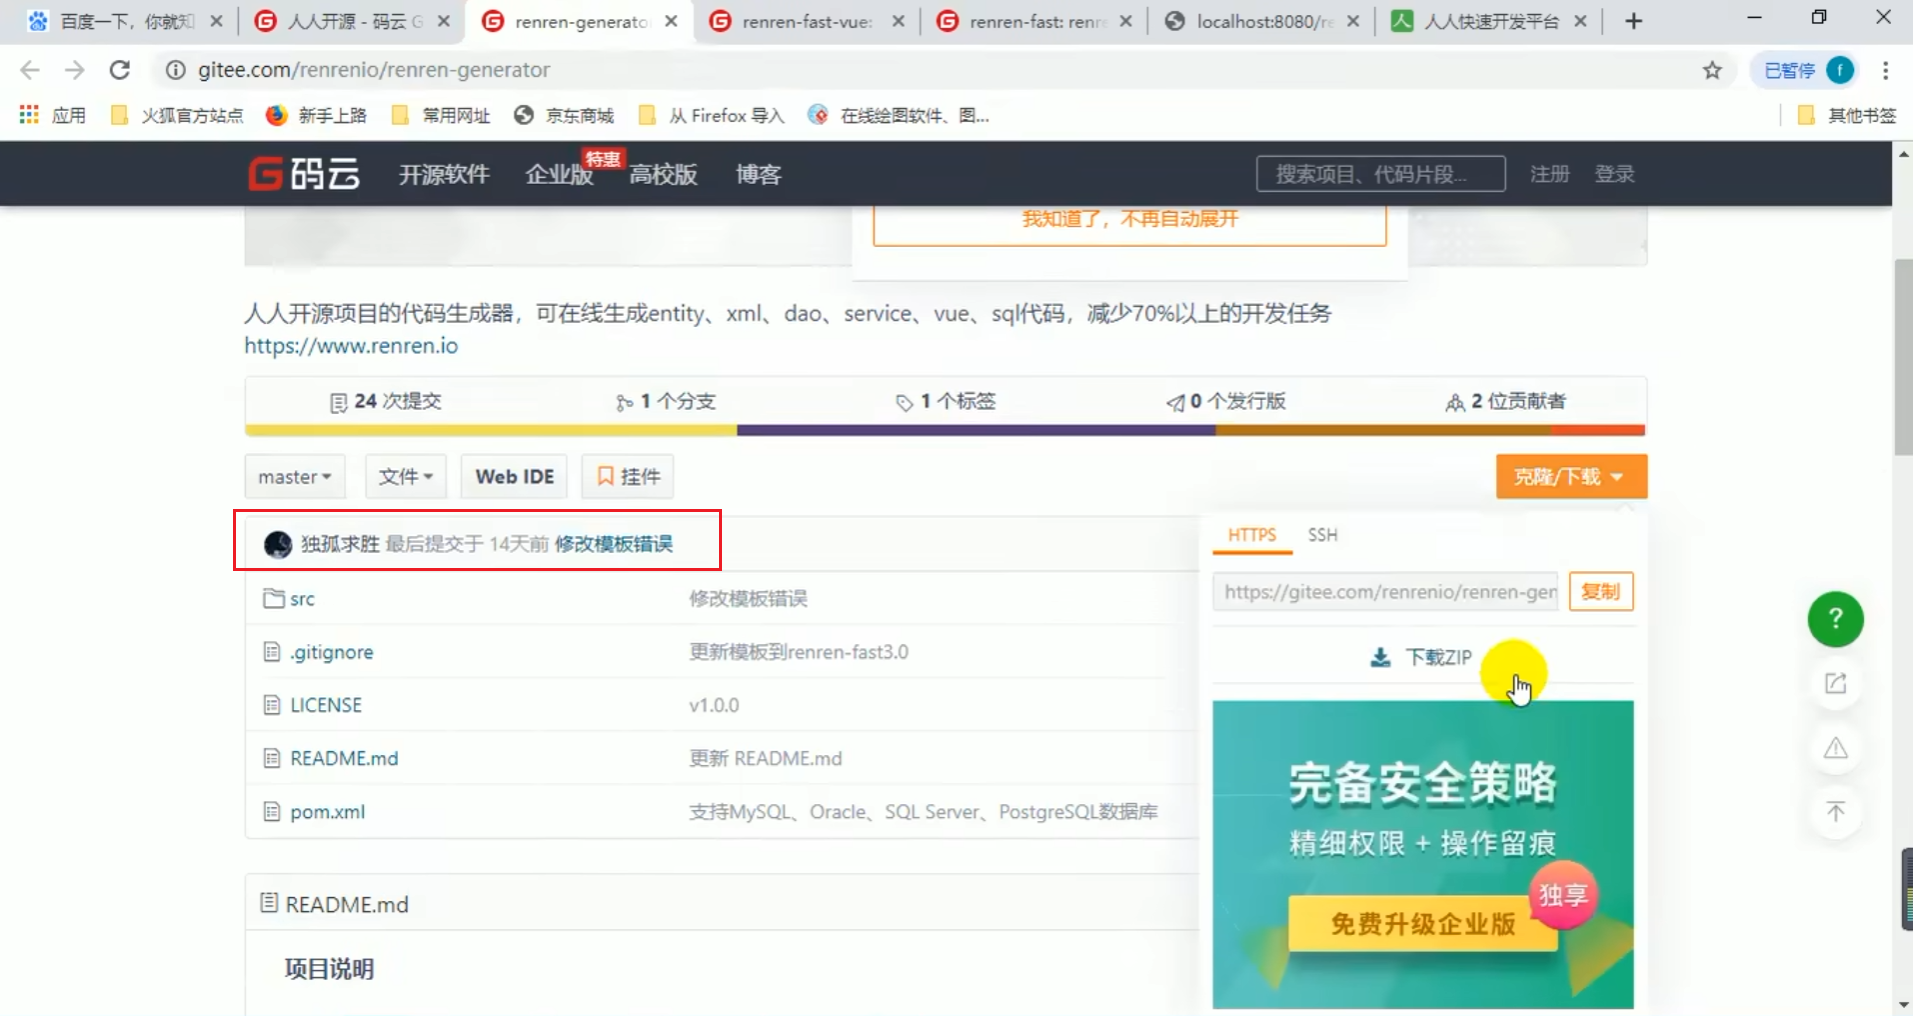 百度一下，你就知
人人开源 - 码云 G
renren-generato
renren-fast-vue:
renren-fast: renre
localhost:8080/re
人人快速开发平台
gitee.com/renrenio/renren-generator
已暂停
f
应用
火狐官方站点
新手上路
常用网址
京东商城
从 Firefox 导入
在线绘图软件、图...
其他书签
G 码云
开源软件
企业版
特惠
高校版
博客
搜索项目、代码片段...
注册
登录
我知道了，不再自动展开
人人开源项目的代码生成器，可在线生成entity、xml、dao、service、vue、sql代码，减少70%以上的开发任务
https://www.renren.io
24 次提交
1 个分支
1 个标签
0 个发行版
2 位贡献者
master
文件
Web IDE
挂件
克隆/下载
独孤求胜 最后提交于 14天前 修改模板错误
HTTPS
SSH
https://gitee.com/renrenio/renren-gen
复制
下载ZIP
src
修改模板错误
.gitignore
更新模板到renren-fast3.0
LICENSE
v1.0.0
README.md
更新 README.md
pom.xml
支持MySQL、Oracle、SQL Server、PostgreSQL数据库
完备安全策略
精细权限 + 操作留痕
独享
免费升级企业版
?
README.md
项目说明